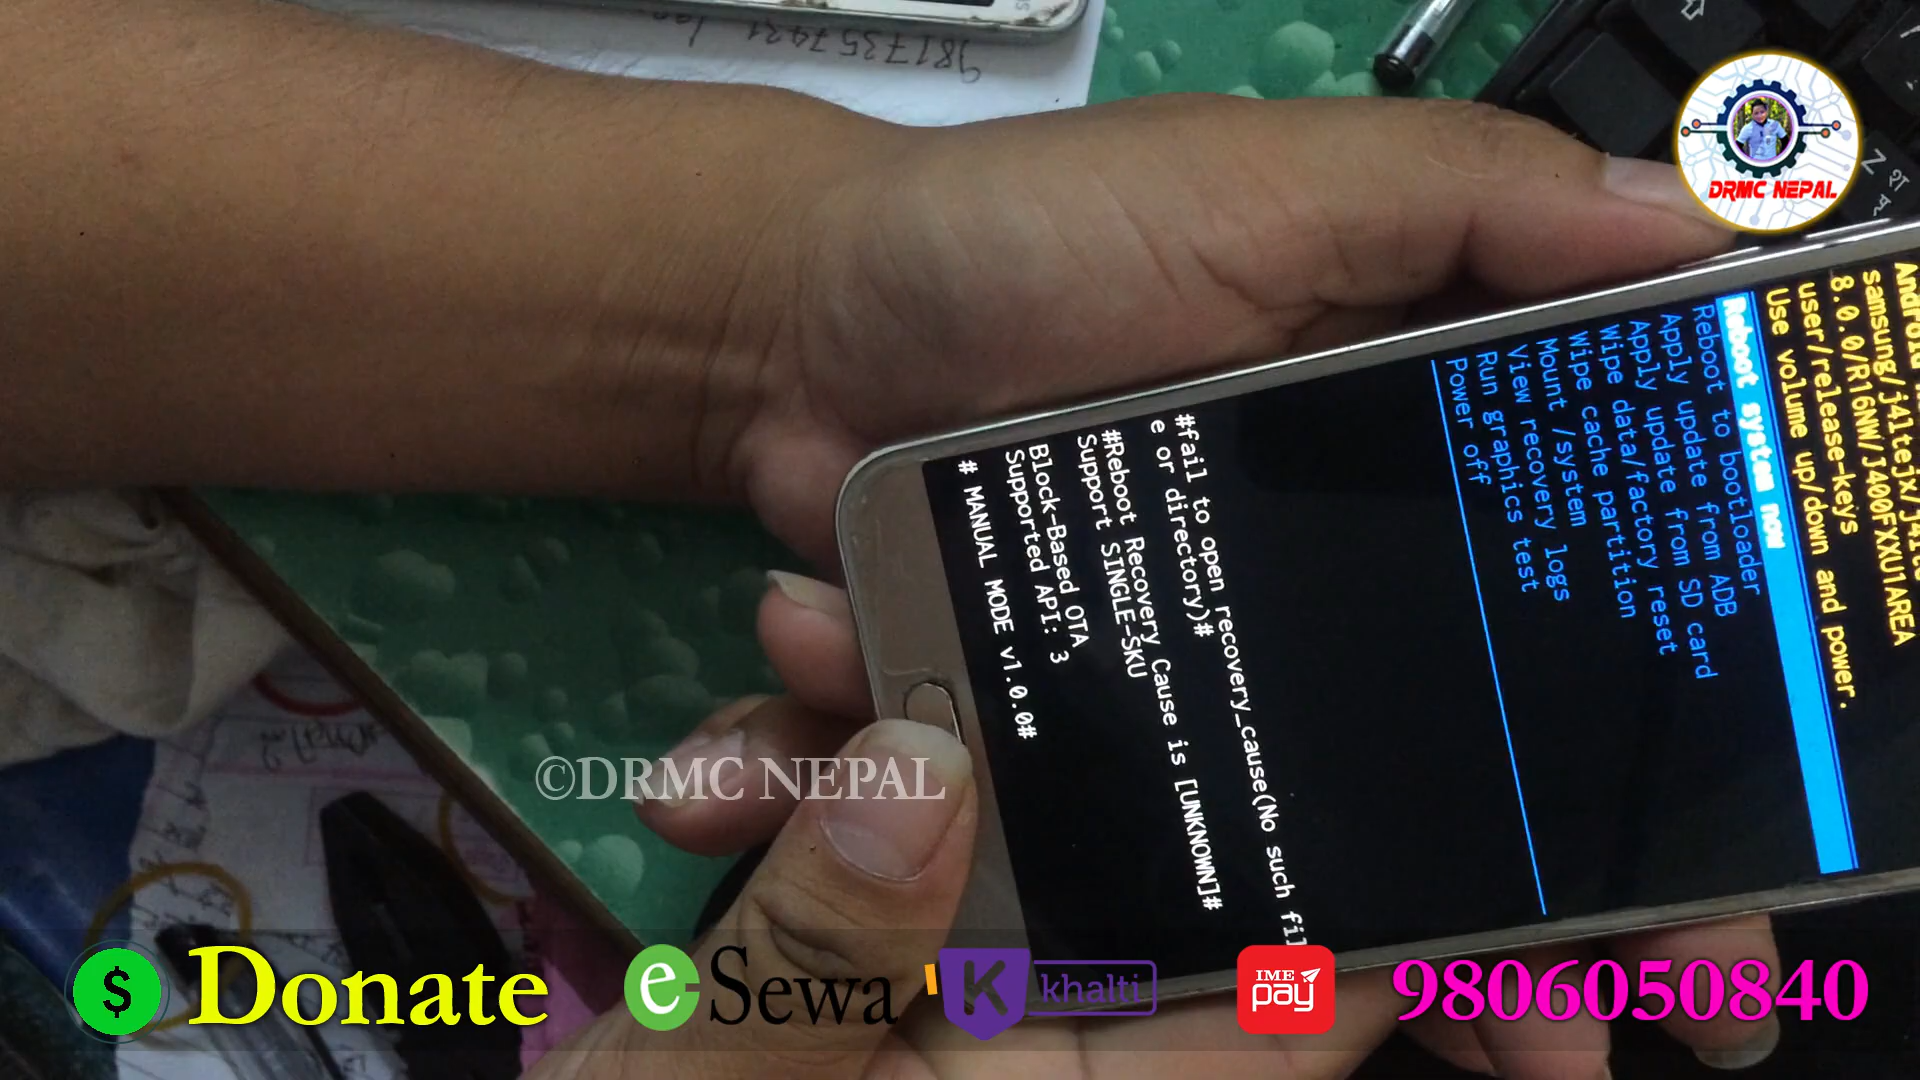 9817357421
DRMC NEPAL
Z
samsung/j4ltejx/j4lte
8.0.0/R16NW/J400FXXU1AREA
user/release-keys
Use volume up/down and power.
Reboot system now
Reboot to bootloader
Apply update from ADB
Apply update from SD card
Wipe data/factory reset
Wipe cache partition
Mount /system
View recovery logs
Run graphics test
Power off
#fail to open recovery_cause(No such fil
e or directory)#
#Reboot Recovery Cause is [UNKNOWN]#
Support SINGLE-SKU
Block-Based OTA
Supported API: 3
# MANUAL MODE v1.0.0#
©DRMC NEPAL
$ Donate
e-Sewa
K khalti
IME
pay
9806050840